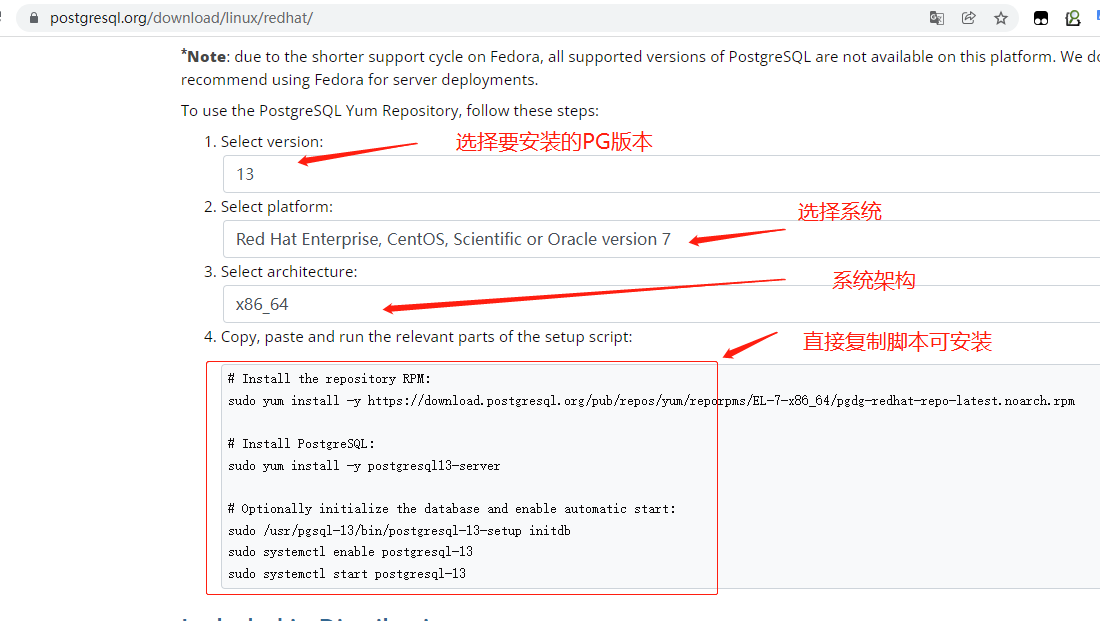 postgresql.org/download/linux/redhat/
*Note: due to the shorter support cycle on Fedora, all supported versions of PostgreSQL are not available on this platform. We do
recommend using Fedora for server deployments.
To use the PostgreSQL Yum Repository, follow these steps:
1. Select version:
选择要安装的PG版本
13
2. Select platform:
选择系统
Red Hat Enterprise, CentOS, Scientific or Oracle version 7
3. Select architecture:
系统架构
x86_64
4. Copy, paste and run the relevant parts of the setup script:
直接复制脚本可安装
# Install the repository RPM:
sudo yum install -y https://download.postgresql.org/pub/repos/yum/reporpms/EL-7-x86_64/pgdg-redhat-repo-latest.noarch.rpm
# Install PostgreSQL:
sudo yum install -y postgresql13-server
# Optionally initialize the database and enable automatic start:
sudo /usr/pgsql-13/bin/postgresql-13-setup initdb
sudo systemctl enable postgresql-13
sudo systemctl start postgresql-13